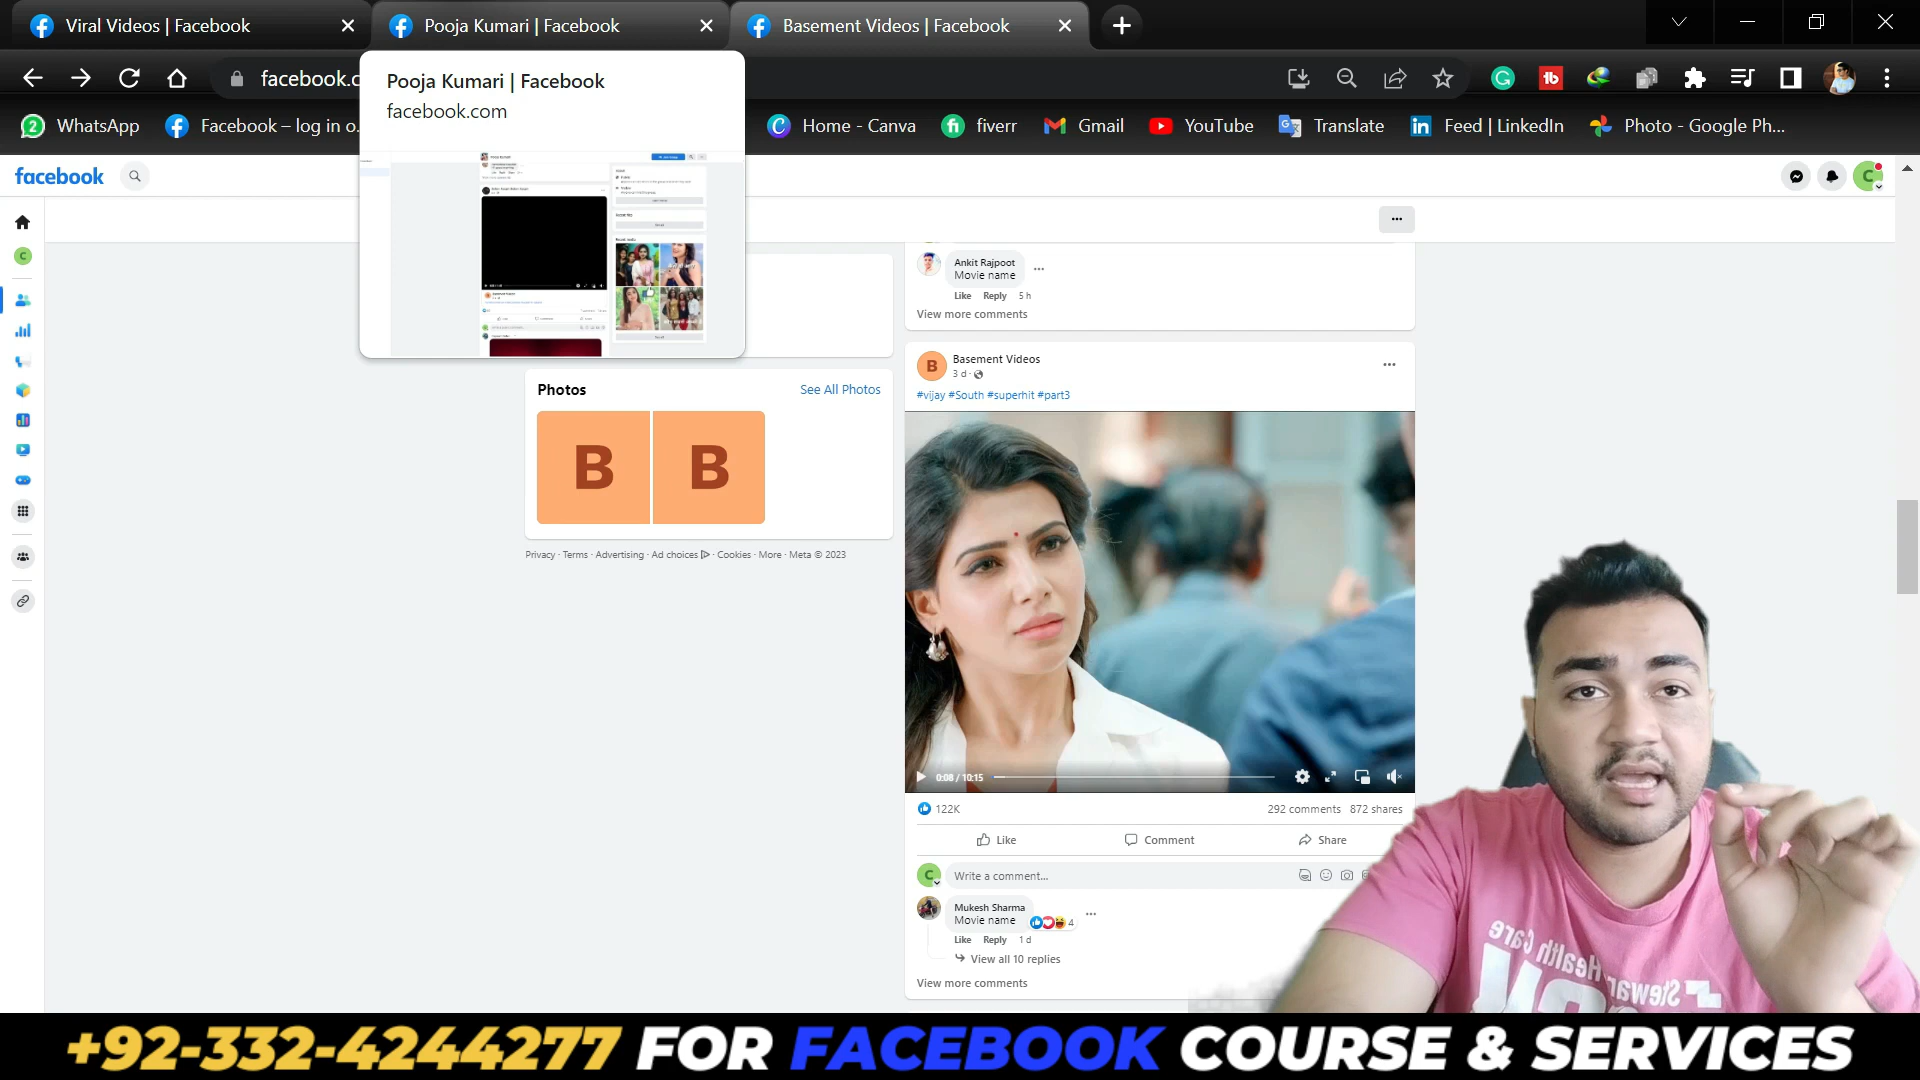 Viral Videos | Facebook
Pooja Kumari | Facebook
Basement Videos | Facebook
facebook.c
Pooja Kumari | Facebook
facebook.com
2 WhatsApp
Facebook – log in o.
Home - Canva
fiverr
Gmail
YouTube
Translate
Feed | LinkedIn
Photo - Google Ph...
facebook
C
C
Ankit Rajpoot
Movie name
Like Reply 5 h
View more comments
Photos
See All Photos
B B
Privacy · Terms · Advertising · Ad choices · Cookies · More · Meta © 2023
B Basement Videos
3 d ·
#vijay #South #superhit #part3
0:08 / 10:15
122K
292 comments 872 shares
Like Comment Share
C Write a comment...
Mukesh Sharma
Movie name
4
Like Reply 1 d
View all 10 replies
View more comments
Health Care
+92-332-4244277 FOR FACEBOOK COURSE & SERVICES